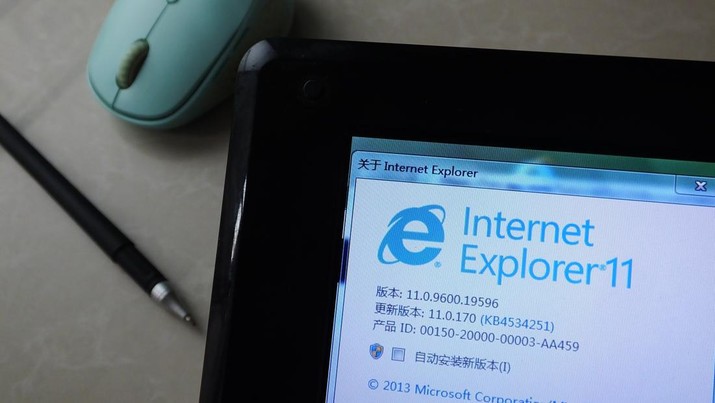 关于 Internet Explorer
Internet
Explorer®11
版本: 11.0.9600.19596
更新版本: 11.0.170 (KB4534251)
产品 ID: 00150-20000-00003-AA459
自动安装新版本(I)
© 2013 Microsoft